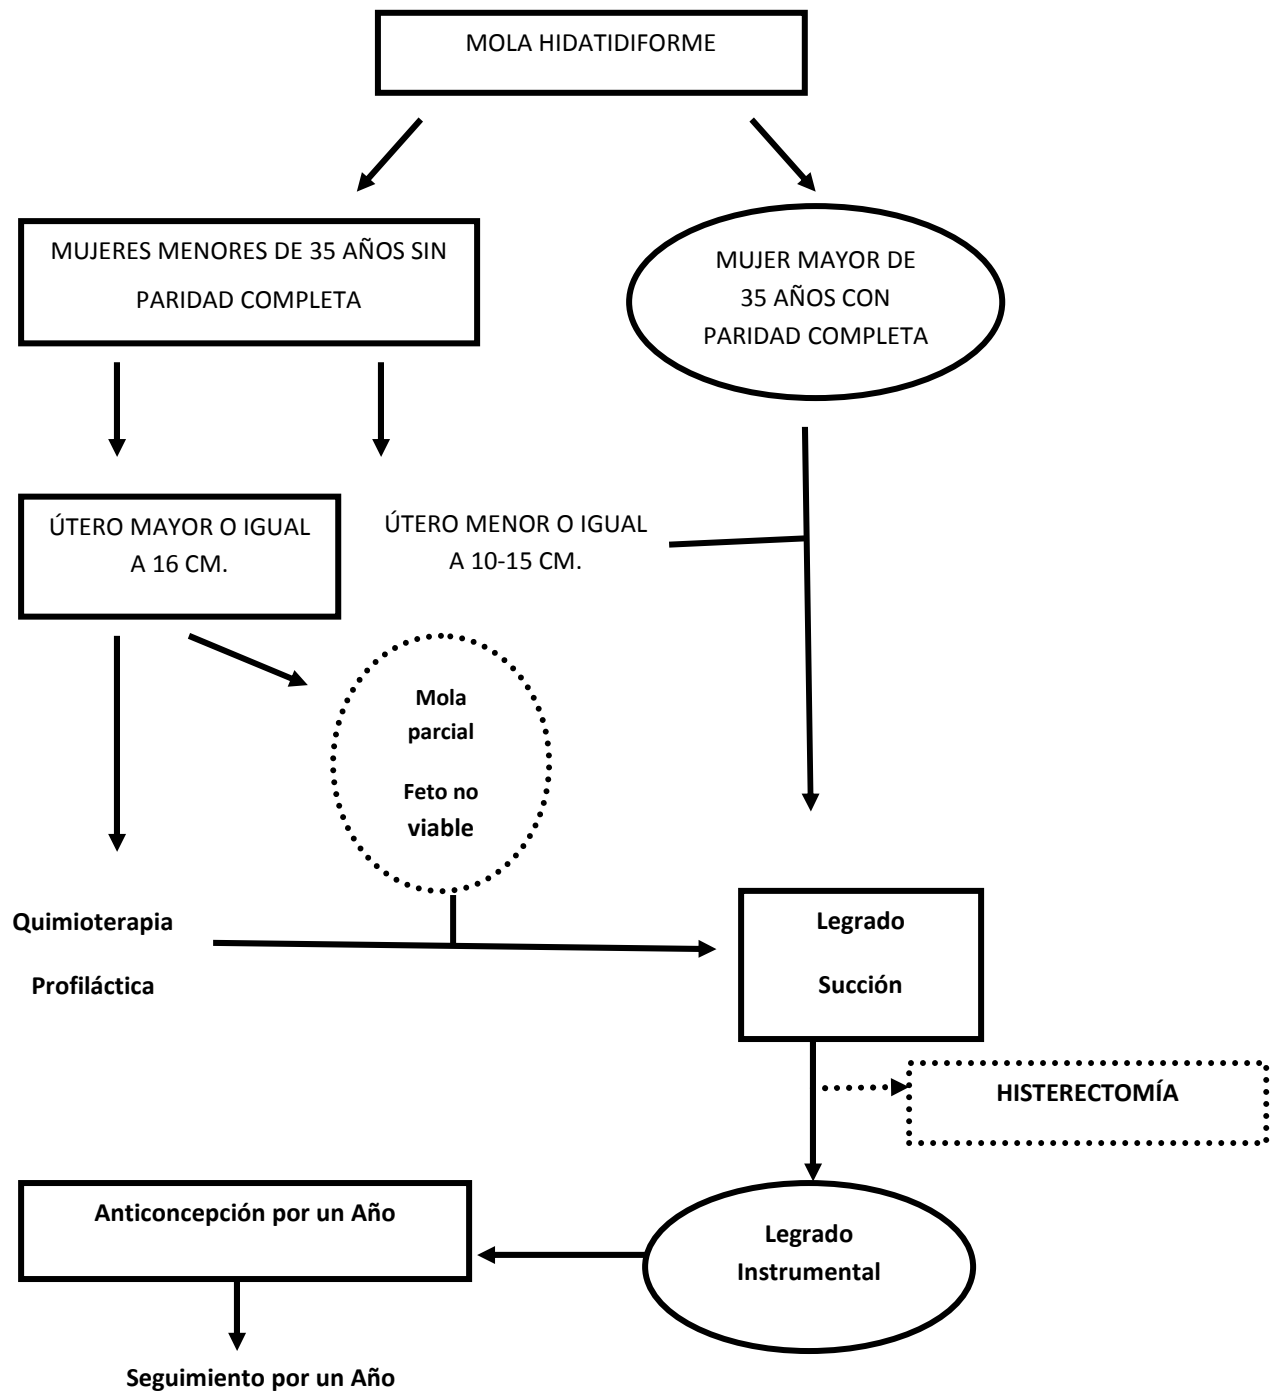 MOLA HIDATIDIFORME
MUJERES MENORES DE 35 AÑOS SIN
PARIDAD COMPLETA
MUJER MAYOR DE
35 AÑOS CON
PARIDAD COMPLETA
ÚTERO MAYOR O IGUAL
A 16 CM.
ÚTERO MENOR O IGUAL
A 10-15 CM.
Mola
parcial
Feto no
viable
Quimioterapia
Profiláctica
Legrado
Succión
HISTERECTOMÍA
Legrado
Instrumental
Anticoncepción por un Año
Seguimiento por un Año